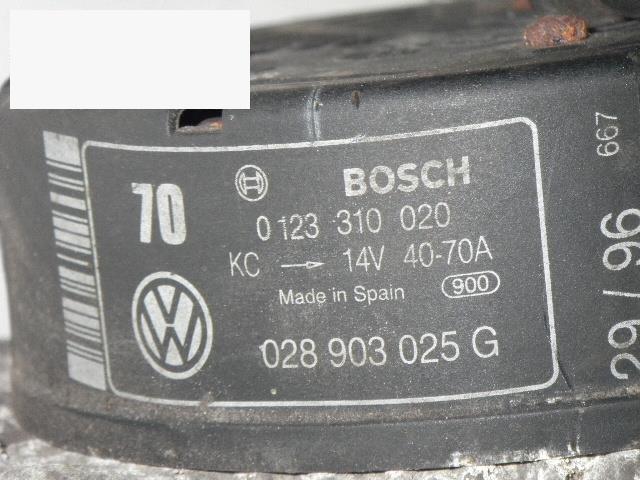 70 BOSCH
0 123 310 020
KC → 14V 40-70A
Made in Spain 900
028 903 025 G
667
29 / 96